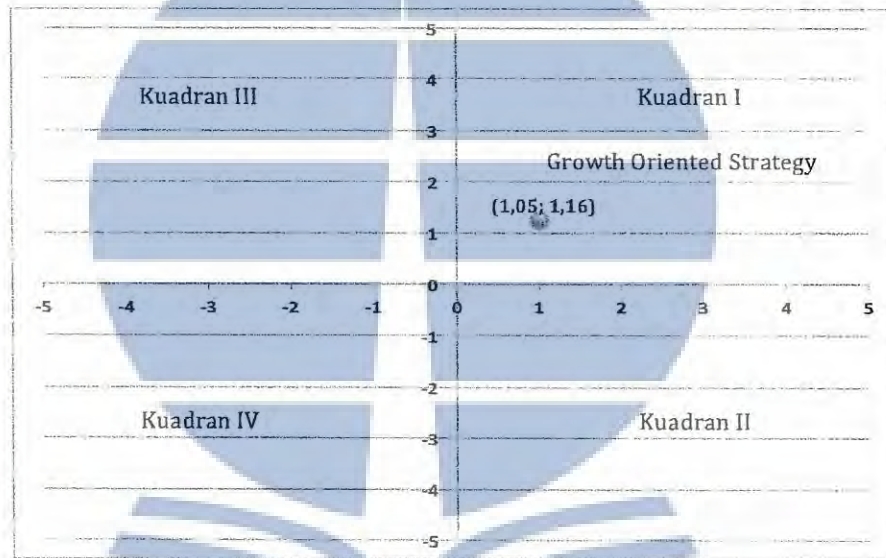 5
4
Kuadran III
Kuadran I
3
Growth Oriented Strategy
2
(1,05; 1,16)
1
0
-5 -4 -3 -2 -1 0 1 2 3 4 5
-1
-2
Kuadran IV
Kuadran II
-3
-4
-5